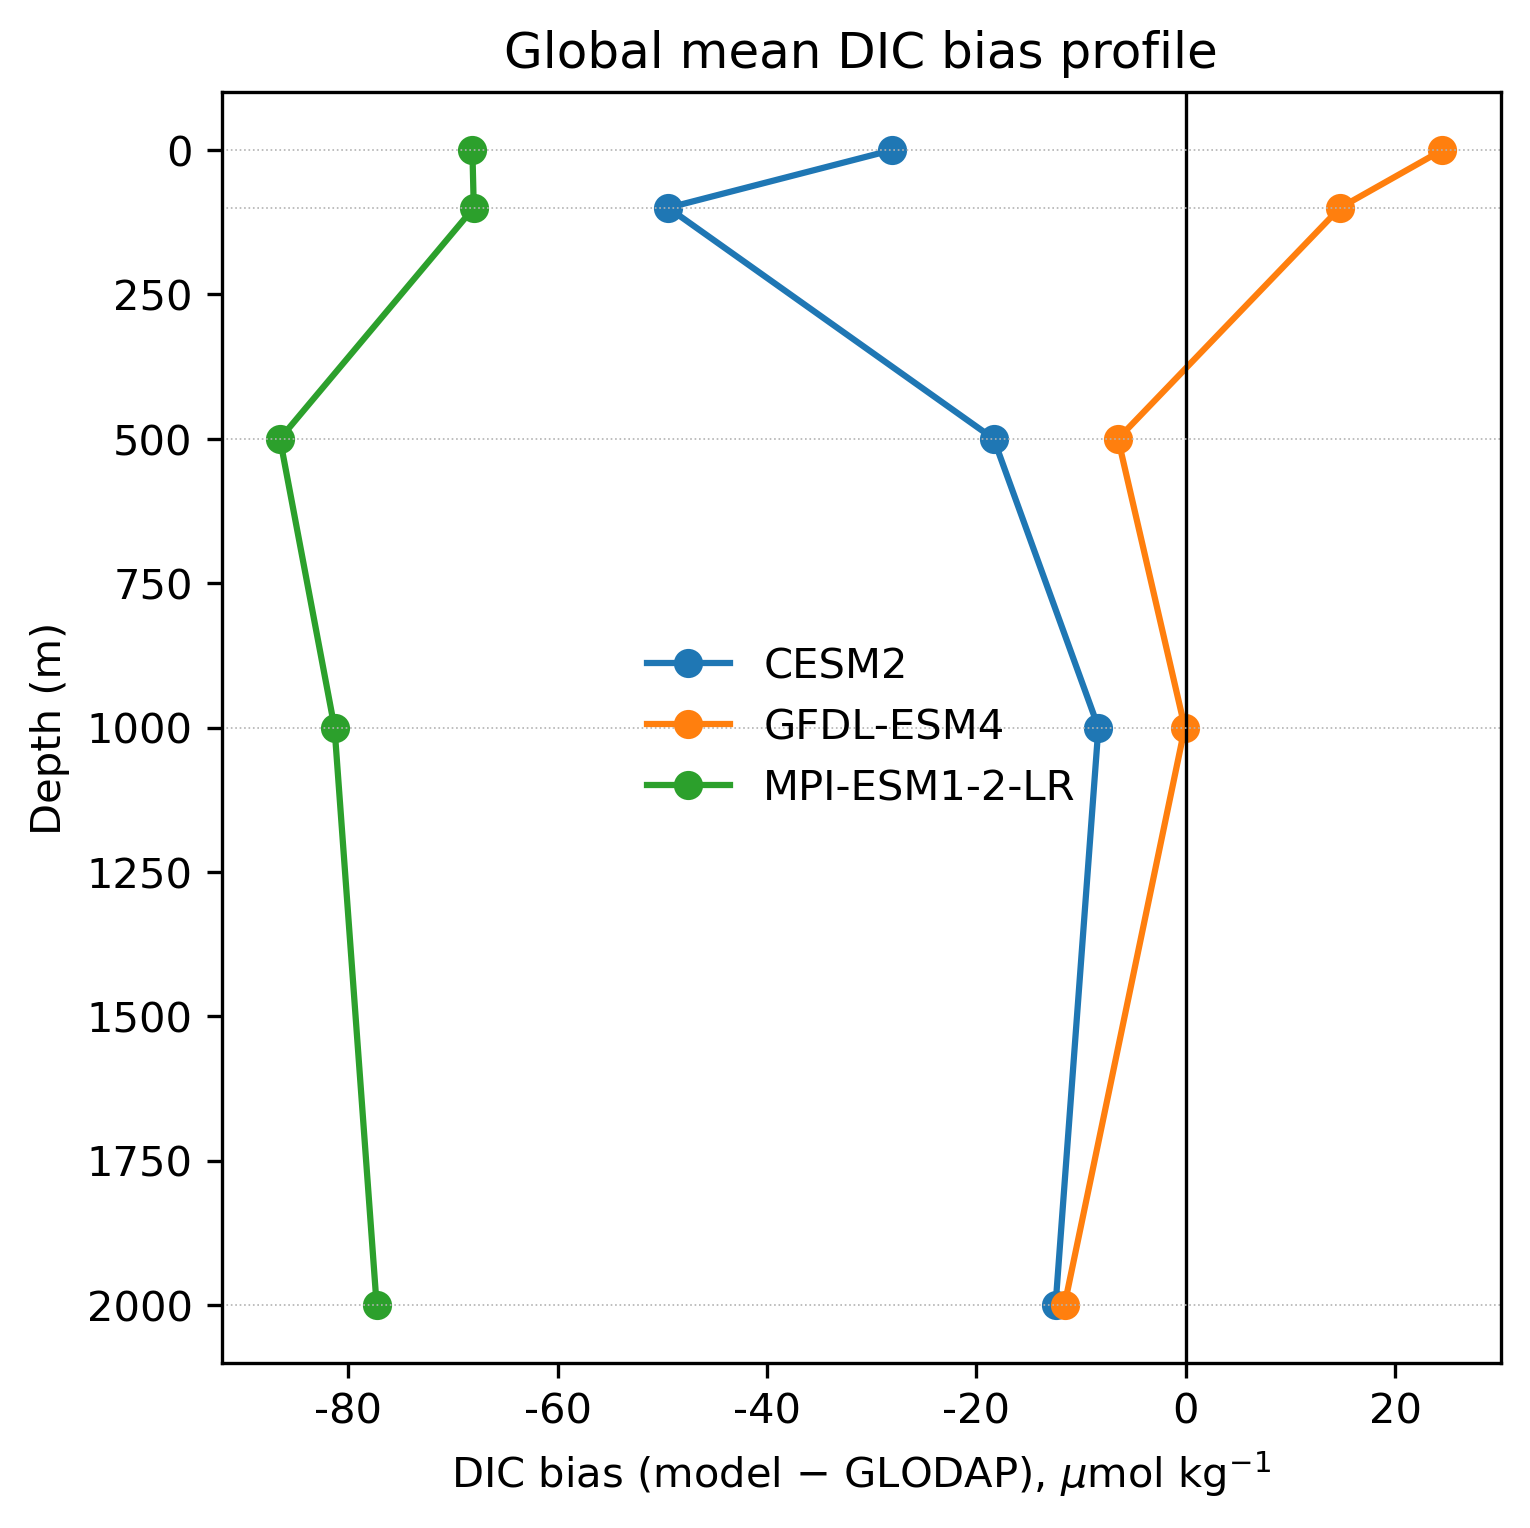 Global mean DIC bias profile
0
250
500
750
1000
1250
1500
1750
2000
Depth (m)
CESM2
GFDL-ESM4
MPI-ESM1-2-LR
-80 -60 -40 -20 0 20
DIC bias (model − GLODAP), μmol kg⁻¹